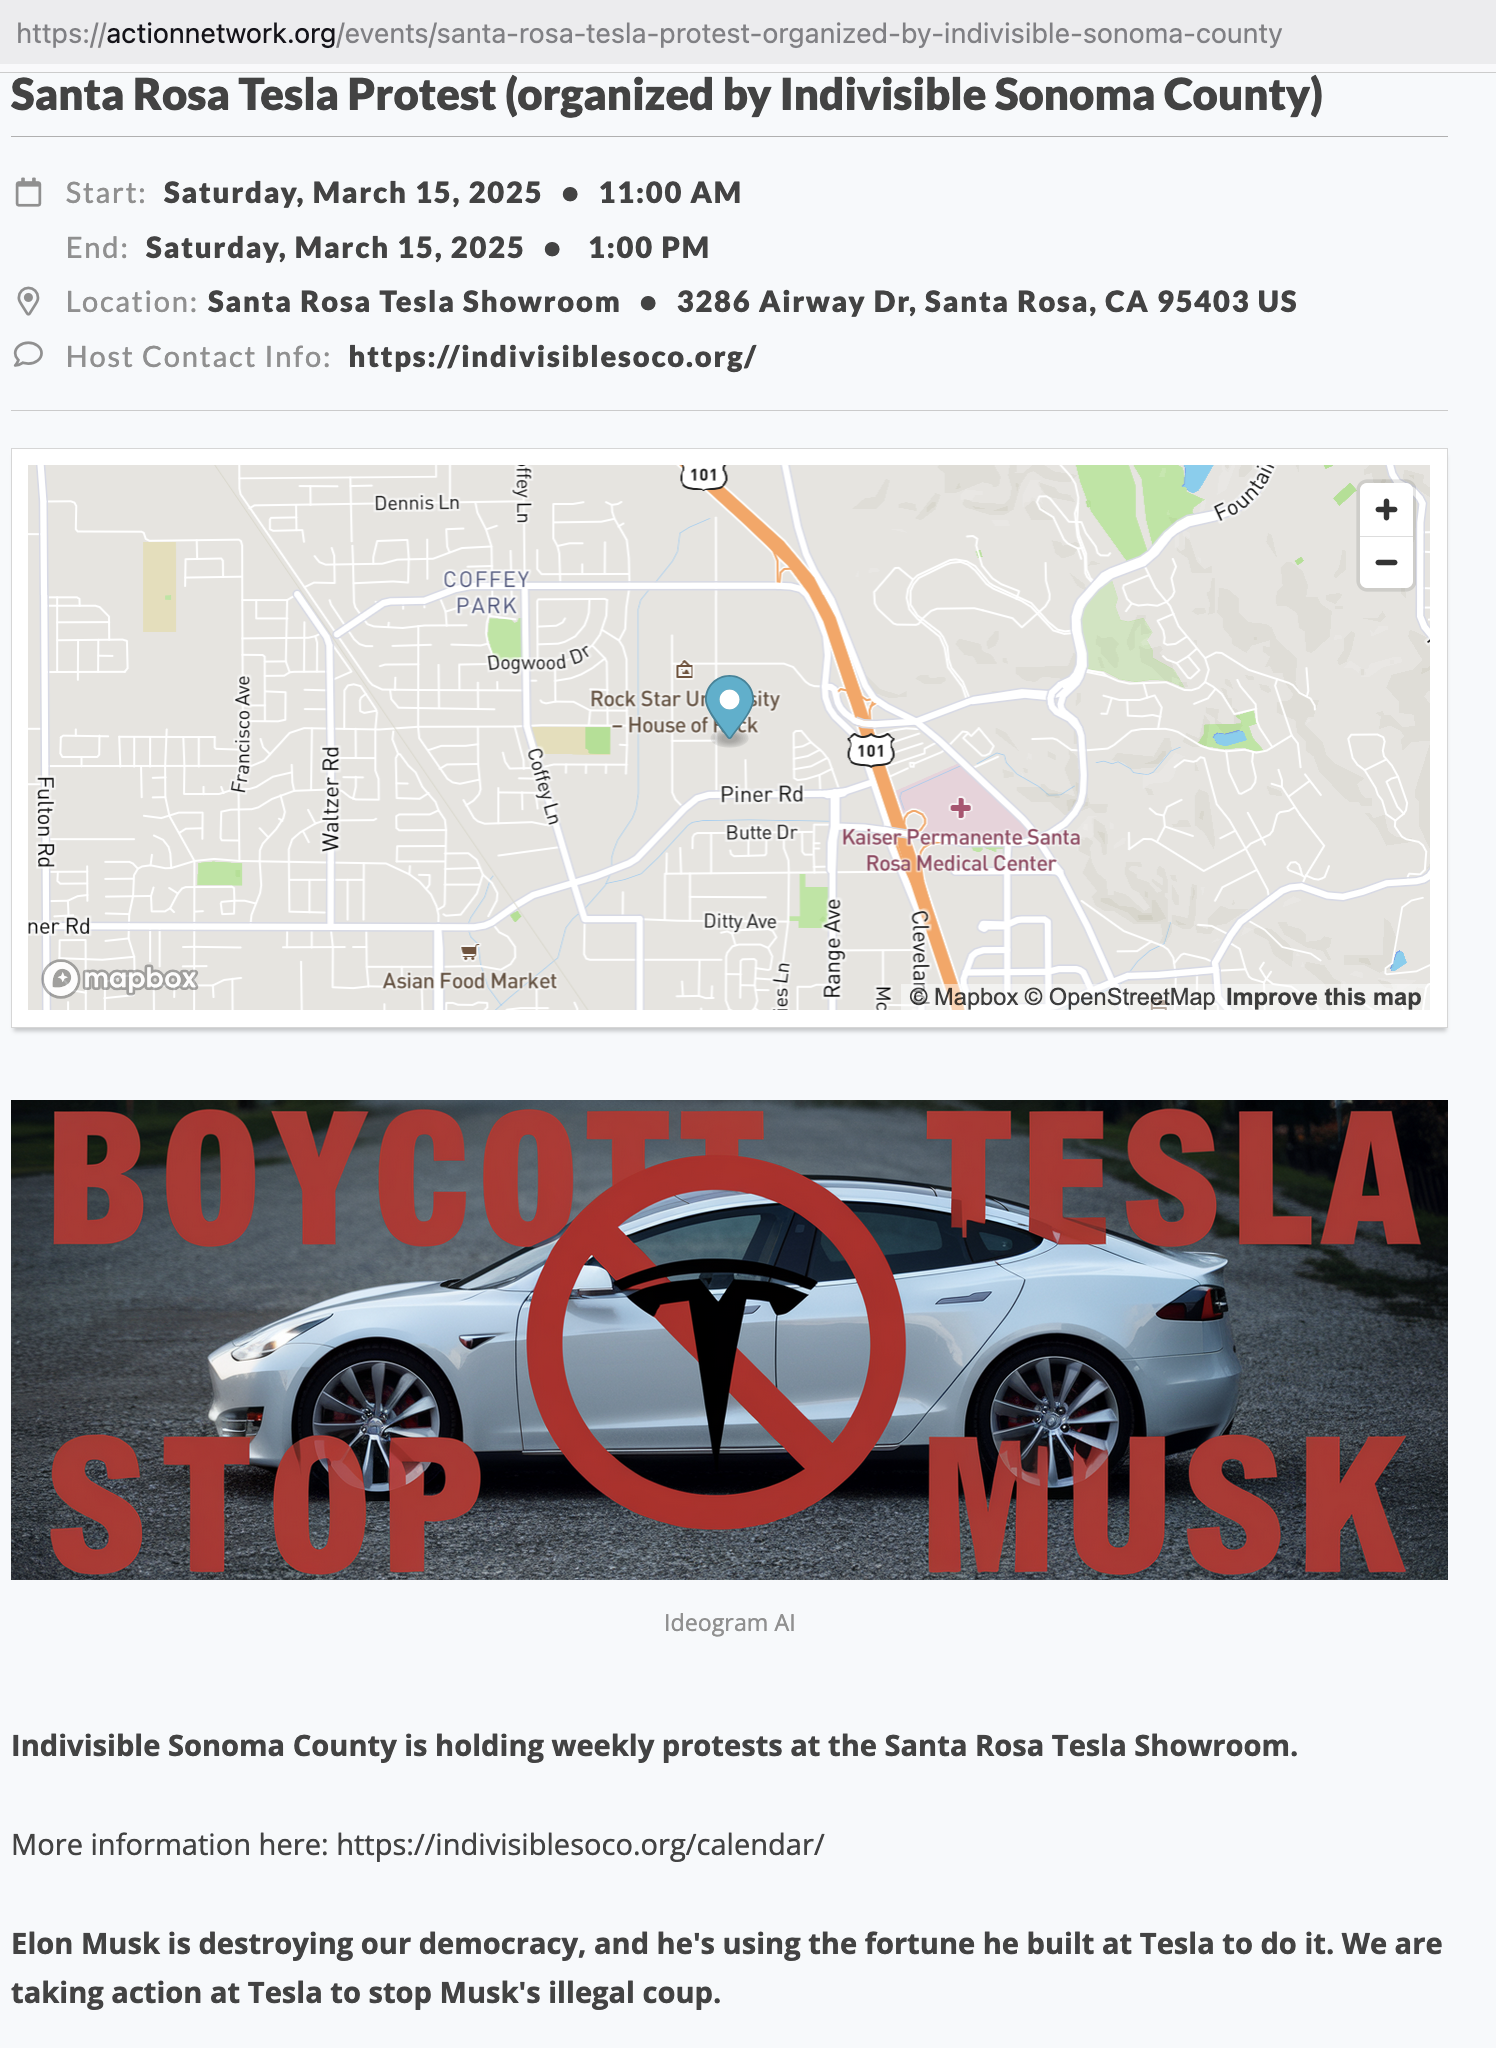 https://actionnetwork.org/events/santa-rosa-tesla-protest-organized-by-indivisible-sonoma-county
Santa Rosa Tesla Protest (organized by Indivisible Sonoma County)
Start: Saturday, March 15, 2025 ● 11:00 AM
End: Saturday, March 15, 2025 ● 1:00 PM
Location: Santa Rosa Tesla Showroom ● 3286 Airway Dr, Santa Rosa, CA 95403 US
Host Contact Info: https://indivisiblesoco.org/
101
Dennis Ln
ffey Ln
Fountain
+
−
COFFEY
PARK
Dogwood Dr
Rock Star Un sity
– House of R ck
Francisco Ave
Waltzer Rd
Coffey Ln
Fulton Rd
101
Piner Rd
Butte Dr
Kaiser Permanente Santa
Rosa Medical Center
Ditty Ave
Range Ave
Clevelan
ner Rd
Asian Food Market
es Ln
Mc
mapbox
© Mapbox © OpenStreetMap Improve this map
BOYCOTT TESLA
STOP MUSK
Ideogram AI
Indivisible Sonoma County is holding weekly protests at the Santa Rosa Tesla Showroom.
More information here: https://indivisiblesoco.org/calendar/
Elon Musk is destroying our democracy, and he's using the fortune he built at Tesla to do it. We are
taking action at Tesla to stop Musk's illegal coup.